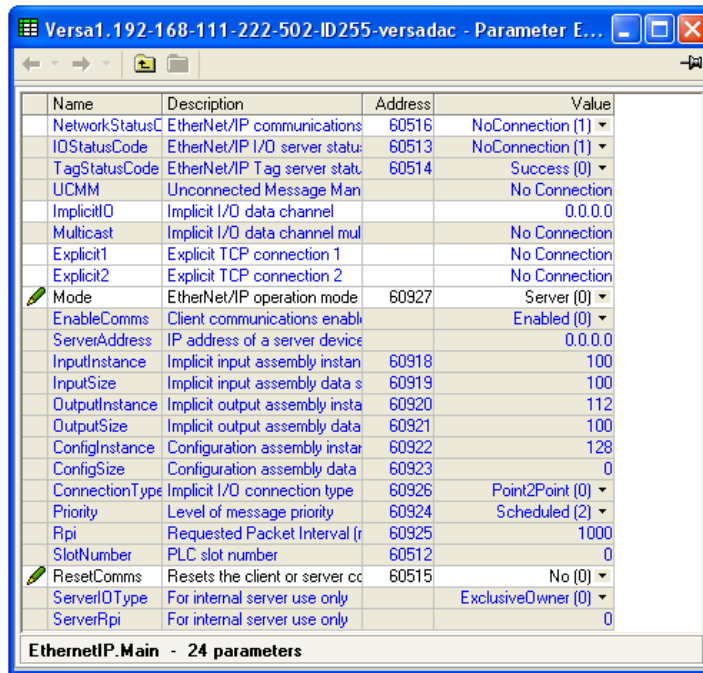 Versa1.192-168-111-222-502-ID255-versadac - Parameter E...
Name Description Address Value
NetworkStatusC EtherNet/IP communications 60516 NoConnection (1)
IOStatusCode EtherNet/IP I/O server statu 60513 NoConnection (1)
TagStatusCode EtherNet/IP Tag server statu 60514 Success (0)
UCMM Unconnected Message Man No Connection
ImplicitIO Implicit I/O data channel 0.0.0.0
Multicast Implicit I/O data channel mul No Connection
Explicit1 Explicit TCP connection 1 No Connection
Explicit2 Explicit TCP connection 2 No Connection
Mode EtherNet/IP operation mode 60927 Server (0)
EnableComms Client communications enabl Enabled (0)
ServerAddress IP address of a server device 0.0.0.0
InputInstance Implicit input assembly instan 60918 100
InputSize Implicit input assembly data s 60919 100
OutputInstance Implicit output assembly insta 60920 112
OutputSize Implicit output assembly data 60921 100
ConfigInstance Configuration assembly instar 60922 128
ConfigSize Configuration assembly data 60923 0
ConnectionType Implicit I/O connection type 60926 Point2Point (0)
Priority Level of message priority 60924 Scheduled (2)
Rpi Requested Packet Interval (r 60925 1000
SlotNumber PLC slot number 60512 0
ResetComms Resets the client or server co 60515 No (0)
ServerIOType For internal server use only ExclusiveOwner (0)
ServerRpi For internal server use only 0
EthernetIP.Main - 24 parameters